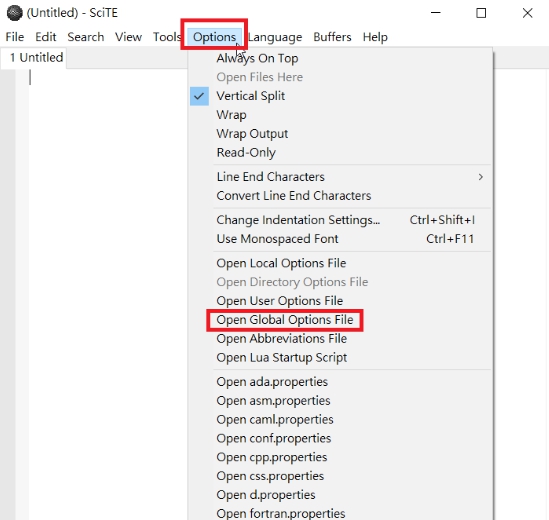 (Untitled) - SciTE
File Edit Search View Tools Options Language Buffers Help
1 Untitled
Always On Top
Open Files Here
Vertical Split
Wrap
Wrap Output
Read-Only
Line End Characters
Convert Line End Characters
Change Indentation Settings... Ctrl+Shift+I
Use Monospaced Font Ctrl+F11
Open Local Options File
Open Directory Options File
Open User Options File
Open Global Options File
Open Abbreviations File
Open Lua Startup Script
Open ada.properties
Open asm.properties
Open caml.properties
Open conf.properties
Open cpp.properties
Open css.properties
Open d.properties
Open fortran.properties